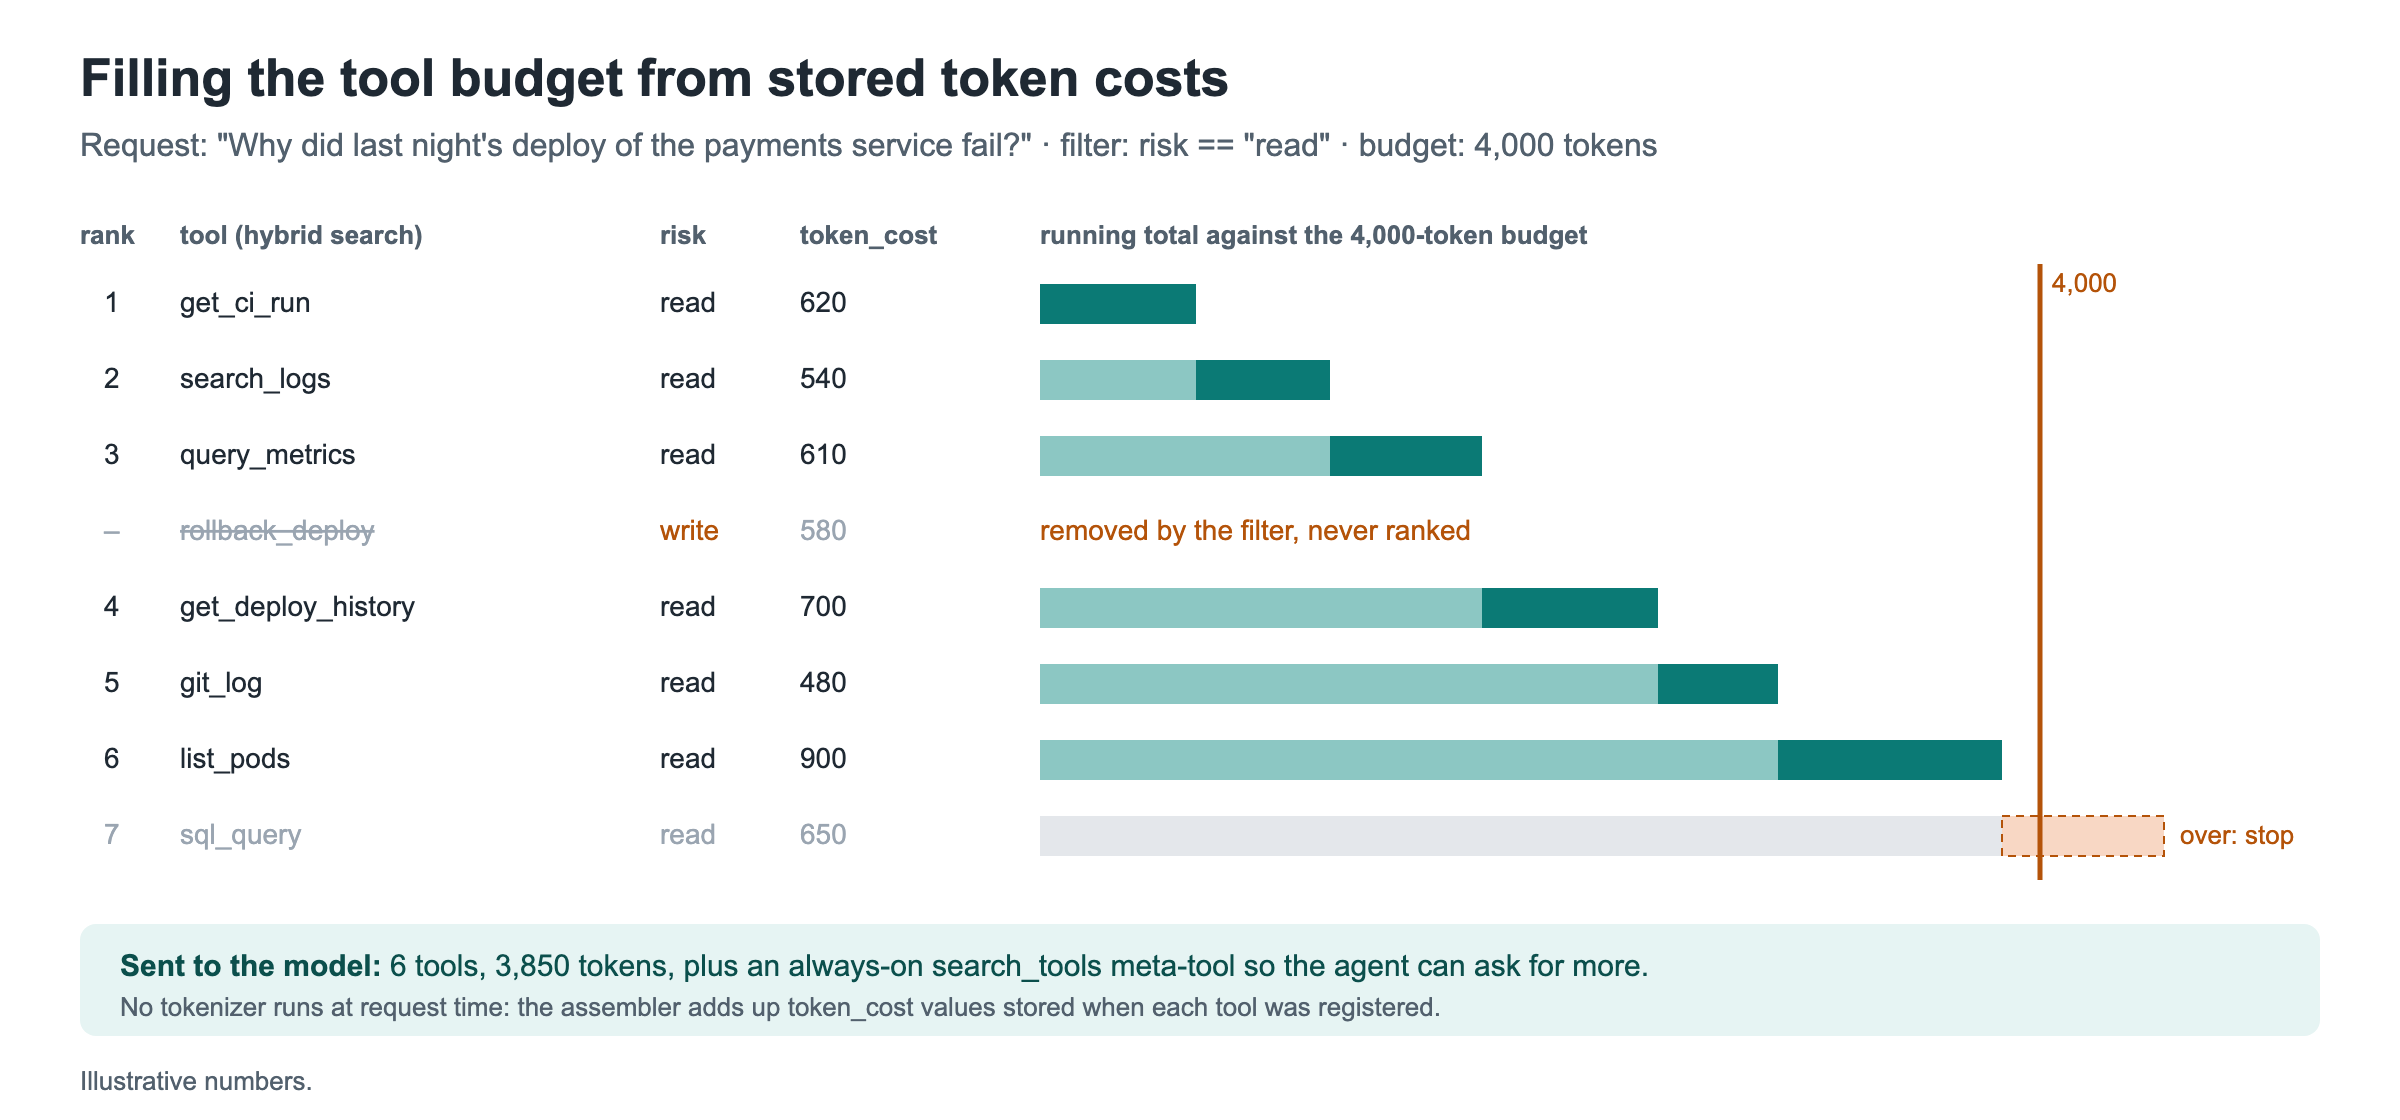 Filling the tool budget from stored token costs
Request: "Why did last night's deploy of the payments service fail?" · filter: risk == "read" · budget: 4,000 tokens
rank tool (hybrid search) risk token_cost running total against the 4,000-token budget
4,000
1 get_ci_run read 620
2 search_logs read 540
3 query_metrics read 610
– rollback_deploy write 580 removed by the filter, never ranked
4 get_deploy_history read 700
5 git_log read 480
6 list_pods read 900
7 sql_query read 650 over: stop
Sent to the model: 6 tools, 3,850 tokens, plus an always-on search_tools meta-tool so the agent can ask for more.
No tokenizer runs at request time: the assembler adds up token_cost values stored when each tool was registered.
Illustrative numbers.